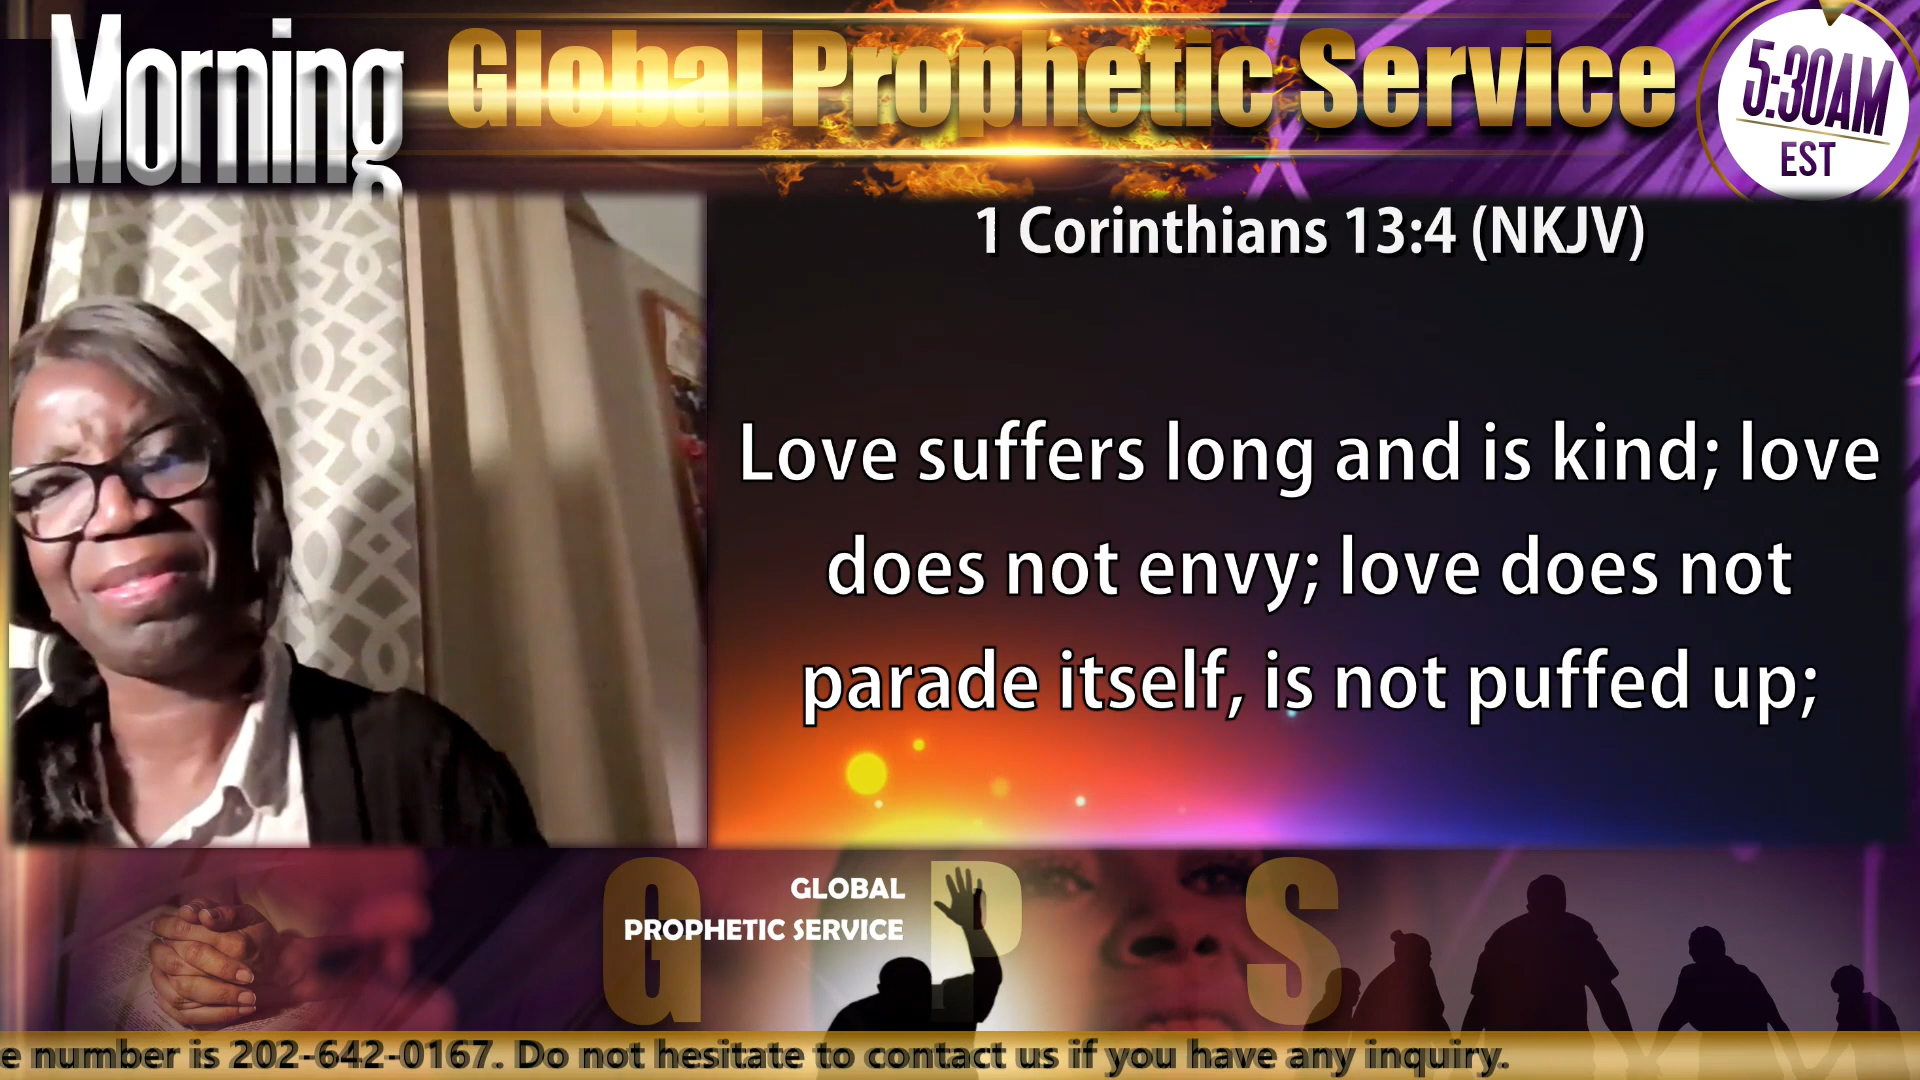 Morning
Global Prophetic Service
5:30AM
EST
1 Corinthians 13:4 (NKJV)
Love suffers long and is kind; love
does not envy; love does not
parade itself, is not puffed up;
G P S
GLOBAL
PROPHETIC SERVICE
e number is 202-642-0167. Do not hesitate to contact us if you have any inquiry.